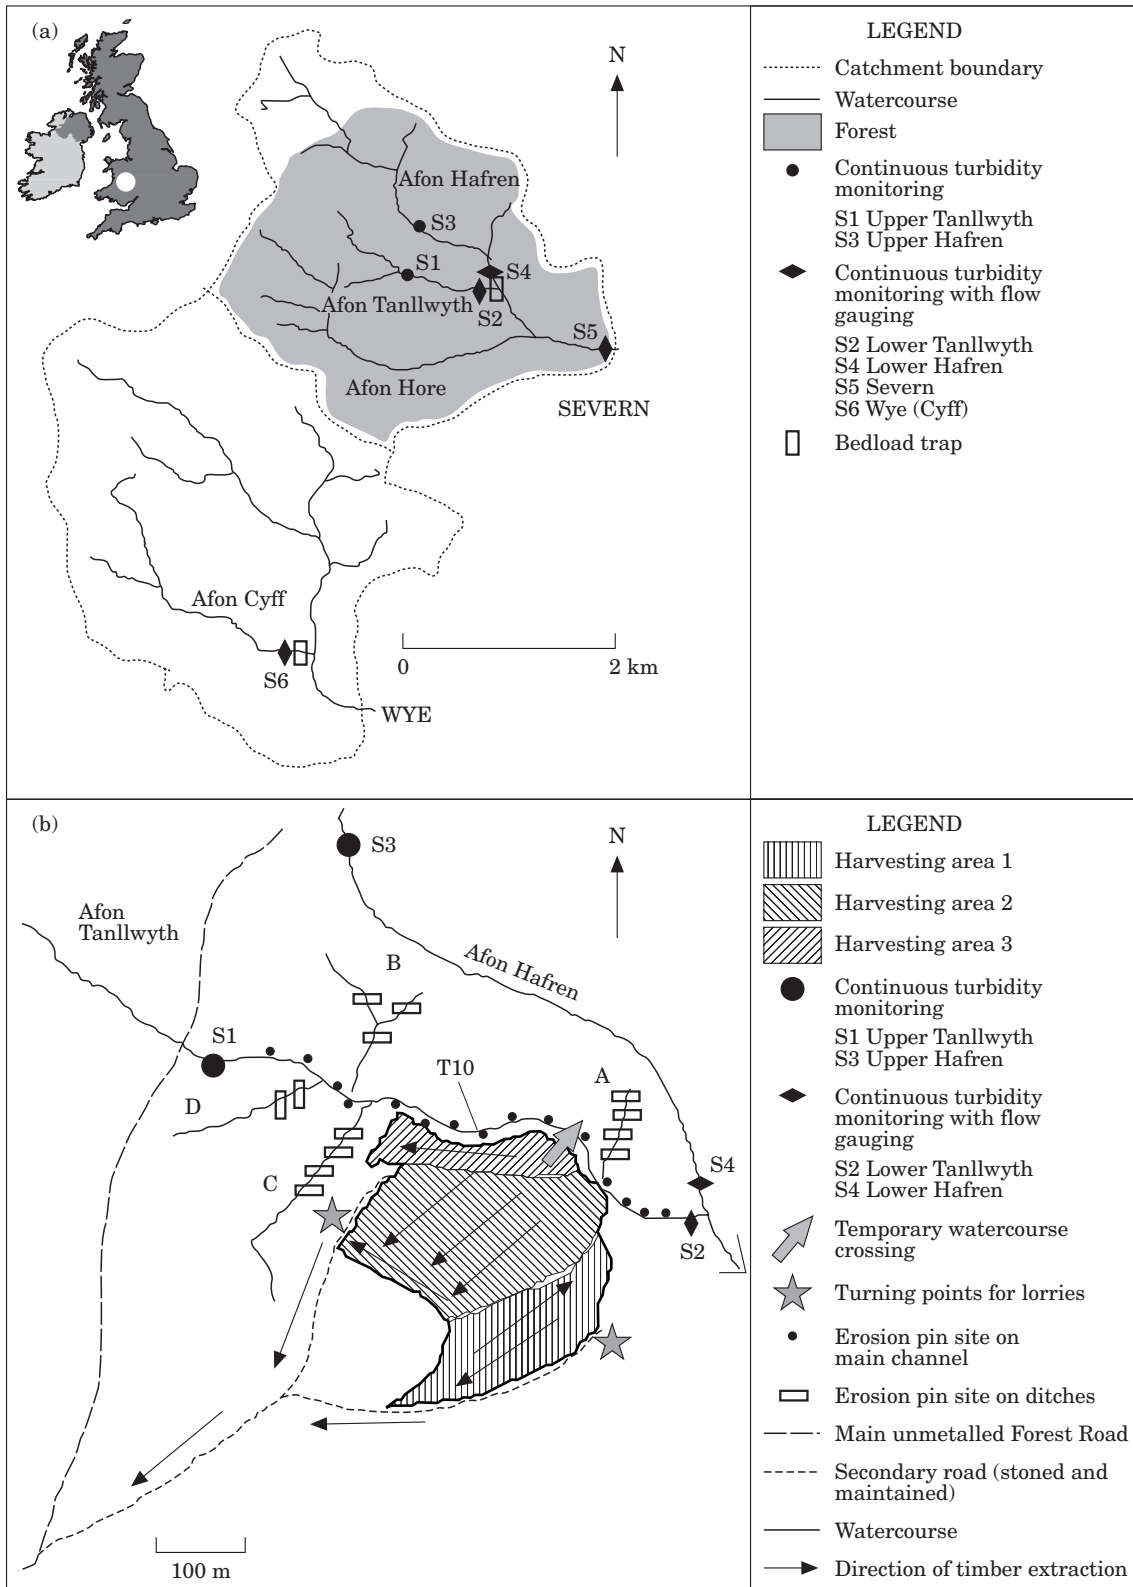 (a)
N
Afon Hafren
S3
S1
S4
Afon Tanllwyth
S2
S5
Afon Hore
SEVERN
Afon Cyff
S6
0
2 km
WYE
LEGEND
Catchment boundary
Watercourse
Forest
Continuous turbidity
monitoring
S1 Upper Tanllwyth
S3 Upper Hafren
Continuous turbidity
monitoring with flow
gauging
S2 Lower Tanllwyth
S4 Lower Hafren
S5 Severn
S6 Wye (Cyff)
Bedload trap
(b)
N
S3
Afon
Tanllwyth
Afon Hafren
B
S1
T10
A
D
C
S4
S2
100 m
LEGEND
Harvesting area 1
Harvesting area 2
Harvesting area 3
Continuous turbidity
monitoring
S1 Upper Tanllwyth
S3 Upper Hafren
Continuous turbidity
monitoring with flow
gauging
S2 Lower Tanllwyth
S4 Lower Hafren
Temporary watercourse
crossing
Turning points for lorries
Erosion pin site on
main channel
Erosion pin site on ditches
Main unmetalled Forest Road
Secondary road (stoned and
maintained)
Watercourse
Direction of timber extraction